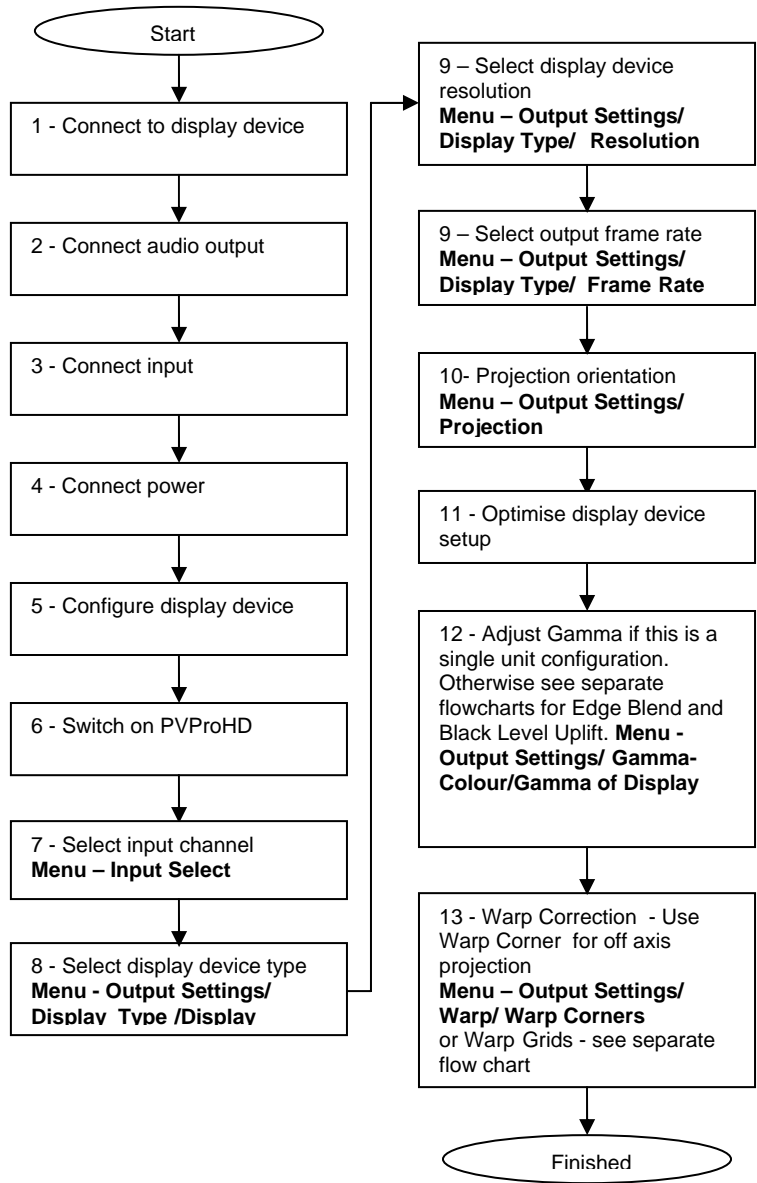 Start
1 - Connect to display device
2 - Connect audio output
3 - Connect input
4 - Connect power
5 - Configure display device
6 - Switch on PVProHD
7 - Select input channel
Menu – Input Select
8 - Select display device type
Menu - Output Settings/
Display Type /Display
9 – Select display device
resolution
Menu – Output Settings/
Display Type/ Resolution
9 – Select output frame rate
Menu – Output Settings/
Display Type/ Frame Rate
10- Projection orientation
Menu – Output Settings/
Projection
11 - Optimise display device
setup
12 - Adjust Gamma if this is a
single unit configuration.
Otherwise see separate
flowcharts for Edge Blend and
Black Level Uplift. Menu -
Output Settings/ Gamma-
Colour/Gamma of Display
13 - Warp Correction - Use
Warp Corner for off axis
projection
Menu – Output Settings/
Warp/ Warp Corners
or Warp Grids - see separate
flow chart
Finished